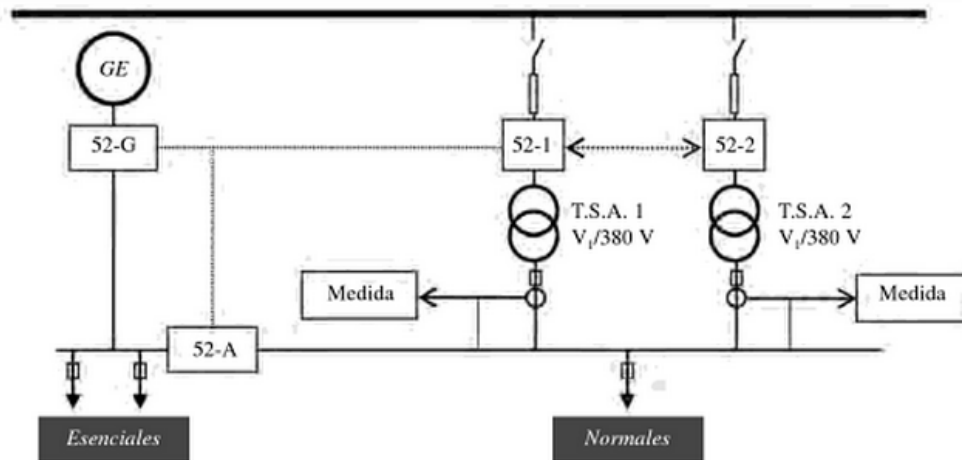 GE
52-G
52-1
52-2
T.S.A. 1
V₁/380 V
T.S.A. 2
V₁/380 V
Medida
Medida
52-A
Esenciales
Normales